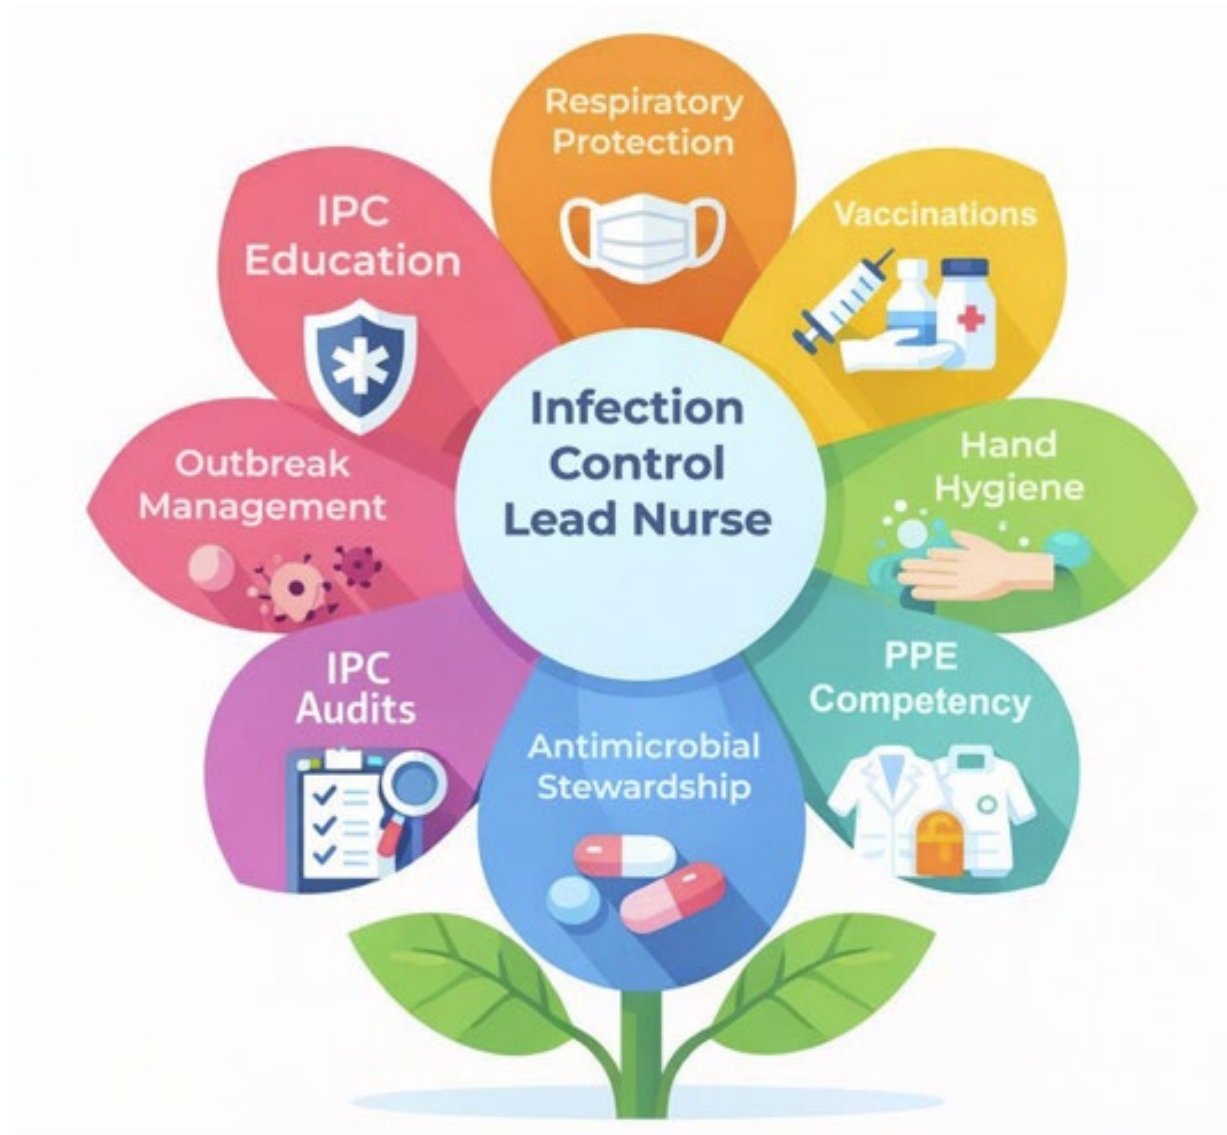 Respiratory
Protection
Vaccinations
Hand
Hygiene
PPE
Competency
Antimicrobial
Stewardship
IPC
Audits
Outbreak
Management
IPC
Education
Infection
Control
Lead Nurse